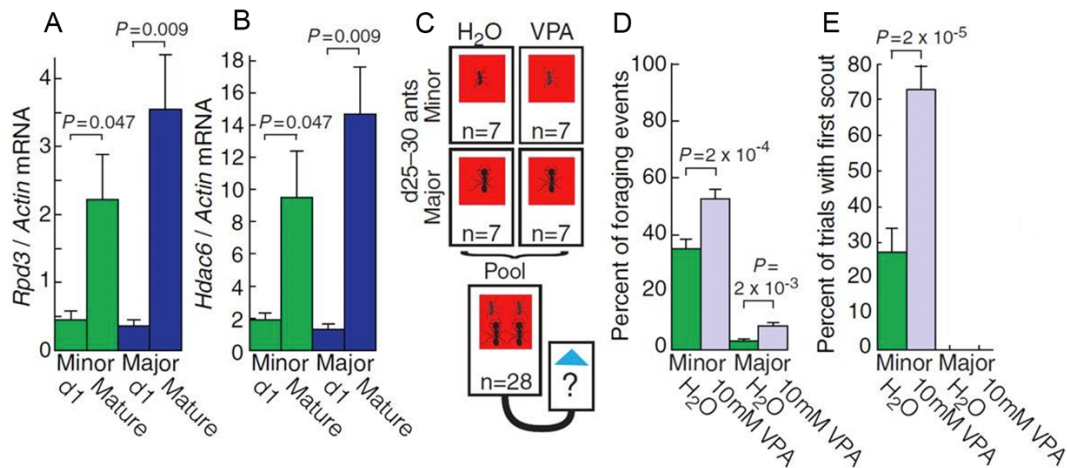 A
P=0.009
P=0.047
Rpd3 / Actin mRNA
4
3
2
1
0
Minor Major
d1 Mature d1 Mature
B
P=0.009
P=0.047
Hdac6 / Actin mRNA
18
16
14
12
10
8
6
4
2
0
Minor Major
d1 Mature d1 Mature
C
H2O VPA
d25–30 ants
Minor
Major
n=7 n=7
n=7 n=7
Pool
n=28
?
D
Percent of foraging events
100
80
60
40
20
0
P=2 x 10-4
P=
2 x 10-3
Minor Major
H2O 10mM VPA H2O 10mM VPA
E
Percent of trials with first scout
80
70
60
50
40
30
20
10
0
P=2 x 10-5
Minor Major
H2O 10mM VPA H2O 10mM VPA